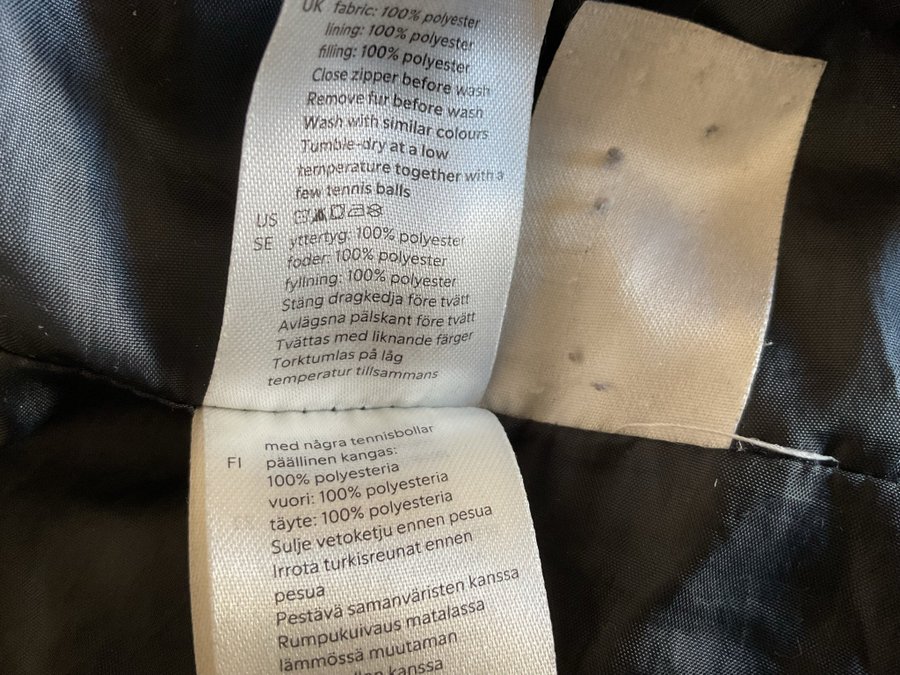 UK fabric: 100% polyester
lining: 100% polyester
filling: 100% polyester
Close zipper before wash
Remove fur before wash
Wash with similar colours
Tumble-dry at a low
temperature together with a
few tennis balls
US
SE yttertyg: 100% polyester
foder: 100% polyester
fyllning: 100% polyester
Stäng dragkedja före tvätt
Avlägsna pälskant före tvätt
Tvättas med liknande färger
Torktumlas på låg
temperatur tillsammans
med några tennisbollar
FI päällinen kangas:
100% polyesteria
vuori: 100% polyesteria
täyte: 100% polyesteria
Sulje vetoketju ennen pesua
Irrota turkisreunat ennen
pesua
Pestävä samanväristen kanssa
Rumpukuivaus matalassa
lämmössä muutaman
kanssa